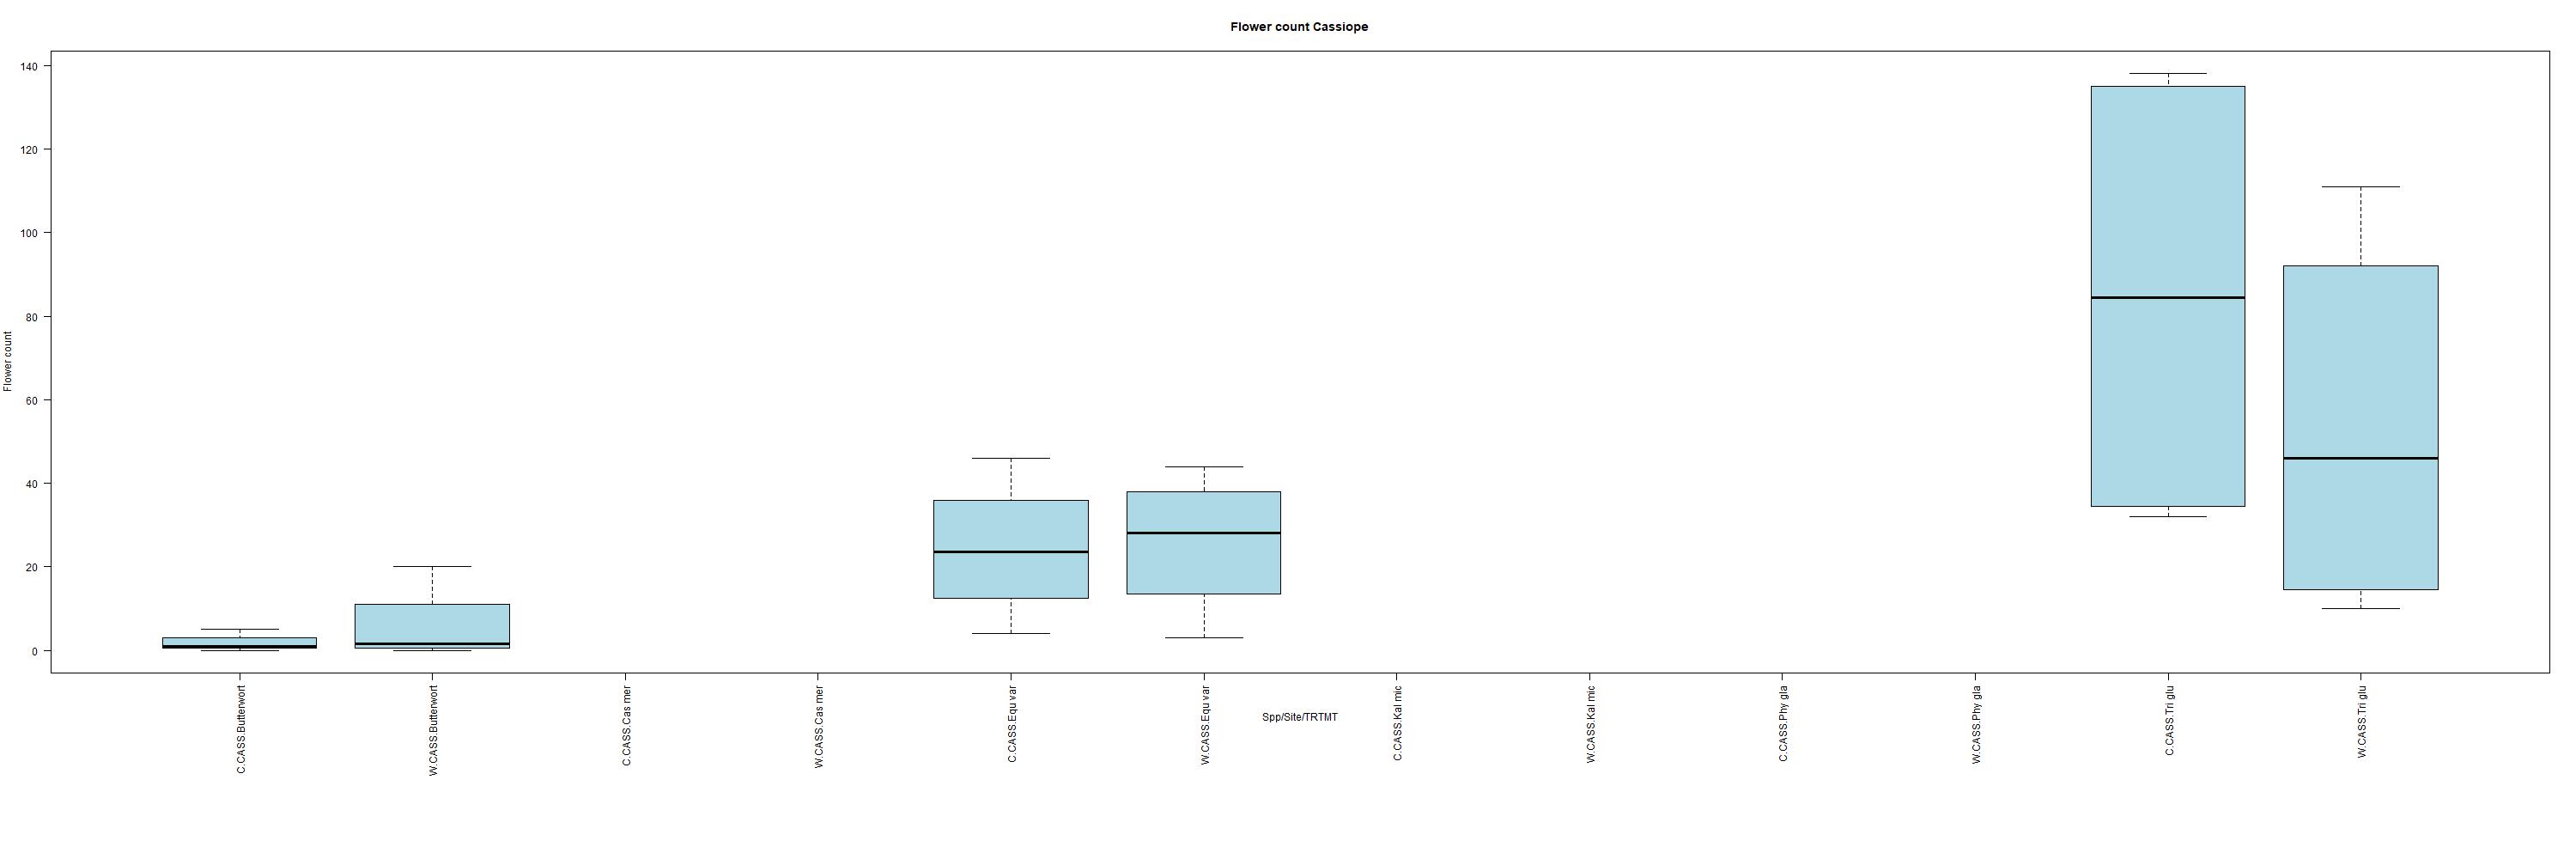 Flower count Cassiope
140
120
100
80
60
40
20
0
Flower count
C.CASS.Butterwort
W.CASS.Butterwort
C.CASS.Cas mer
W.CASS.Cas mer
C.CASS.Equ var
W.CASS.Equ var
C.CASS.Kal mic
W.CASS.Kal mic
C.CASS.Phy gla
W.CASS.Phy gla
C.CASS.Tri glu
W.CASS.Tri glu
Spp/Site/TRTMT